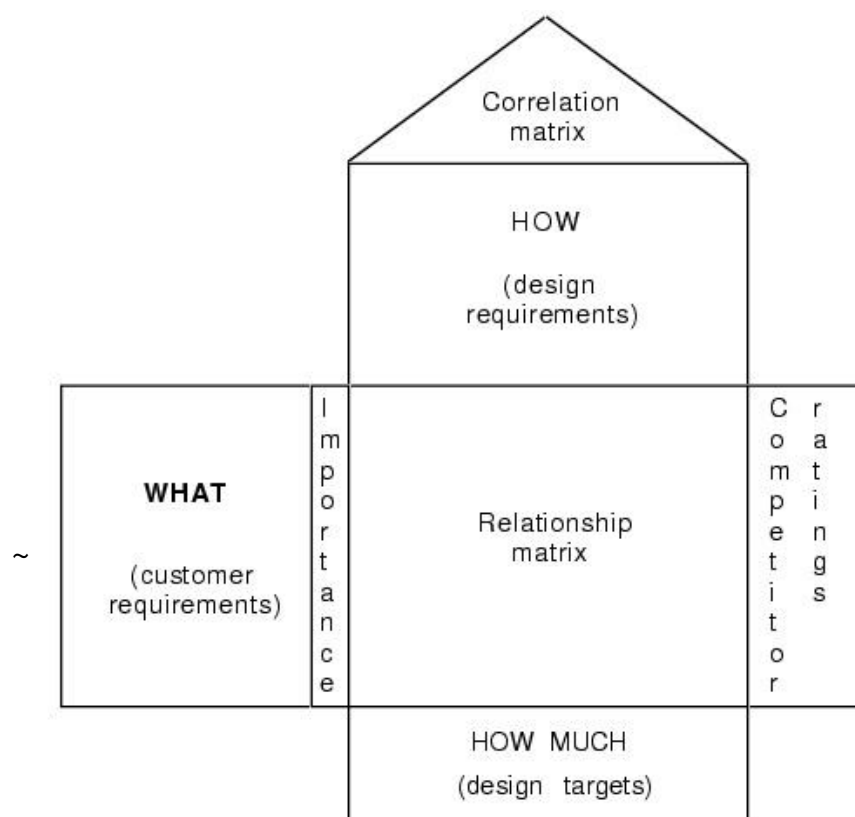 Correlation
matrix
HOW
(design
requirements)
WHAT
(customer
requirements)
Importance
Relationship
matrix
Competitor
ratings
~
HOW MUCH
(design targets)